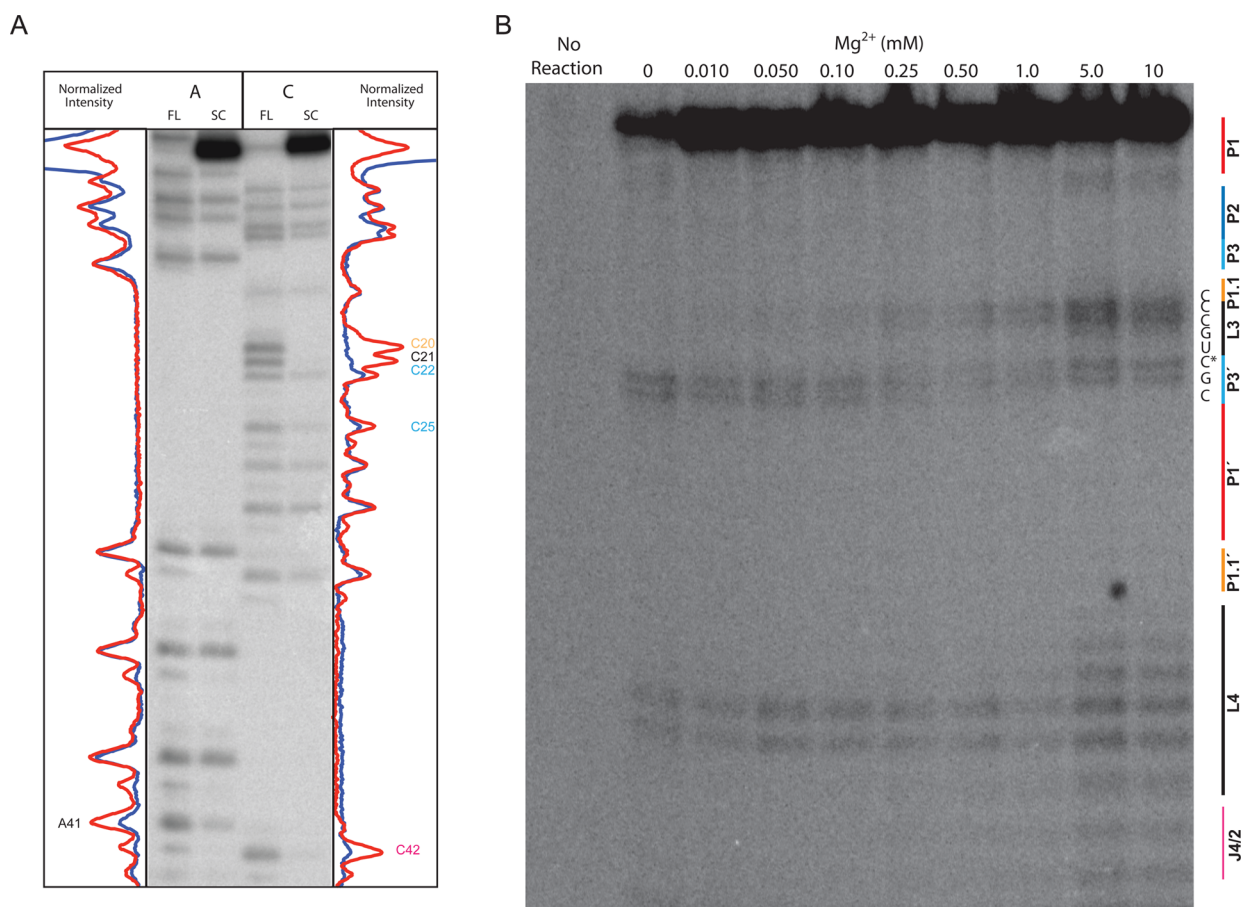 A
B
Normalized
Intensity
A
C
Normalized
Intensity
FL
SC
FL
SC
No
Reaction
Mg2+ (mM)
0
0.010
0.050
0.10
0.25
0.50
1.0
5.0
10
C20
C21
C22
C25
A41
C42
P1
P2
P3
P1.1
L3
P3´
P1´
P1.1´
L4
J4/2
C
C
C
G
U
C*
G
C